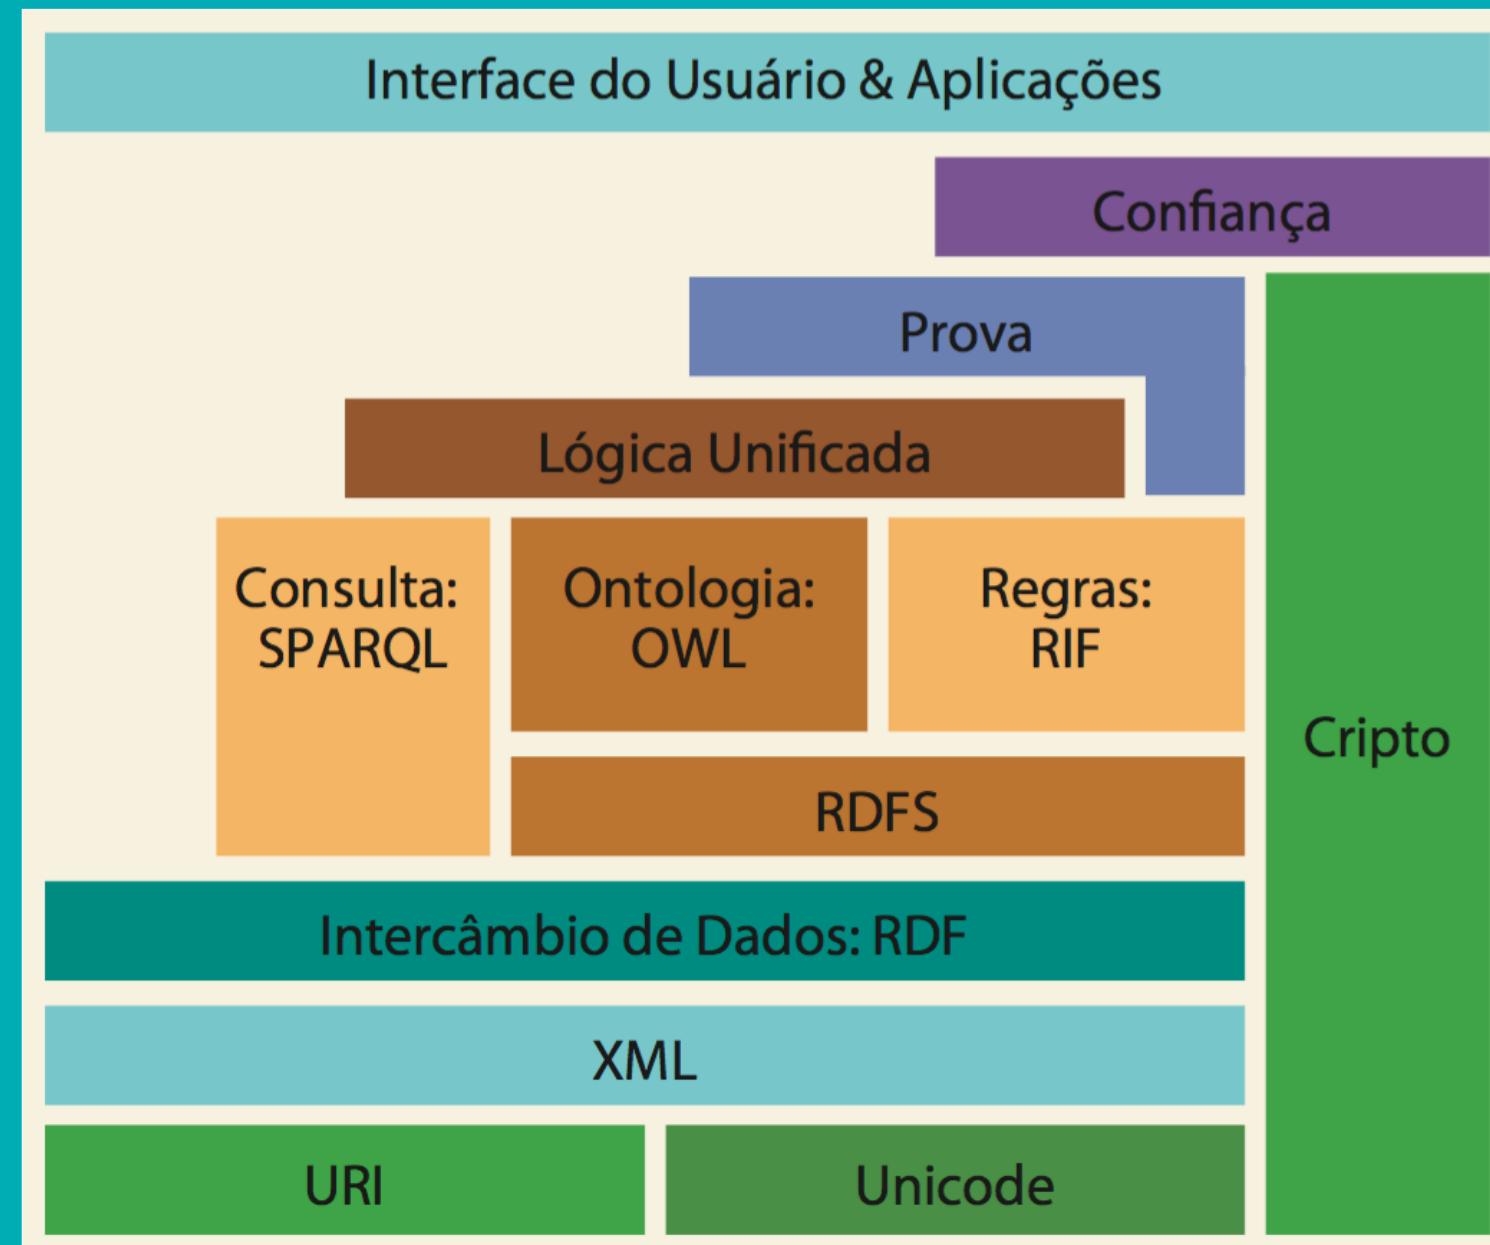 Interface do Usuário & Aplicações
Confiança
Prova
Lógica Unificada
Consulta:
SPARQL
Ontologia:
OWL
Regras:
RIF
Cripto
RDFS
Intercâmbio de Dados: RDF
XML
URI
Unicode